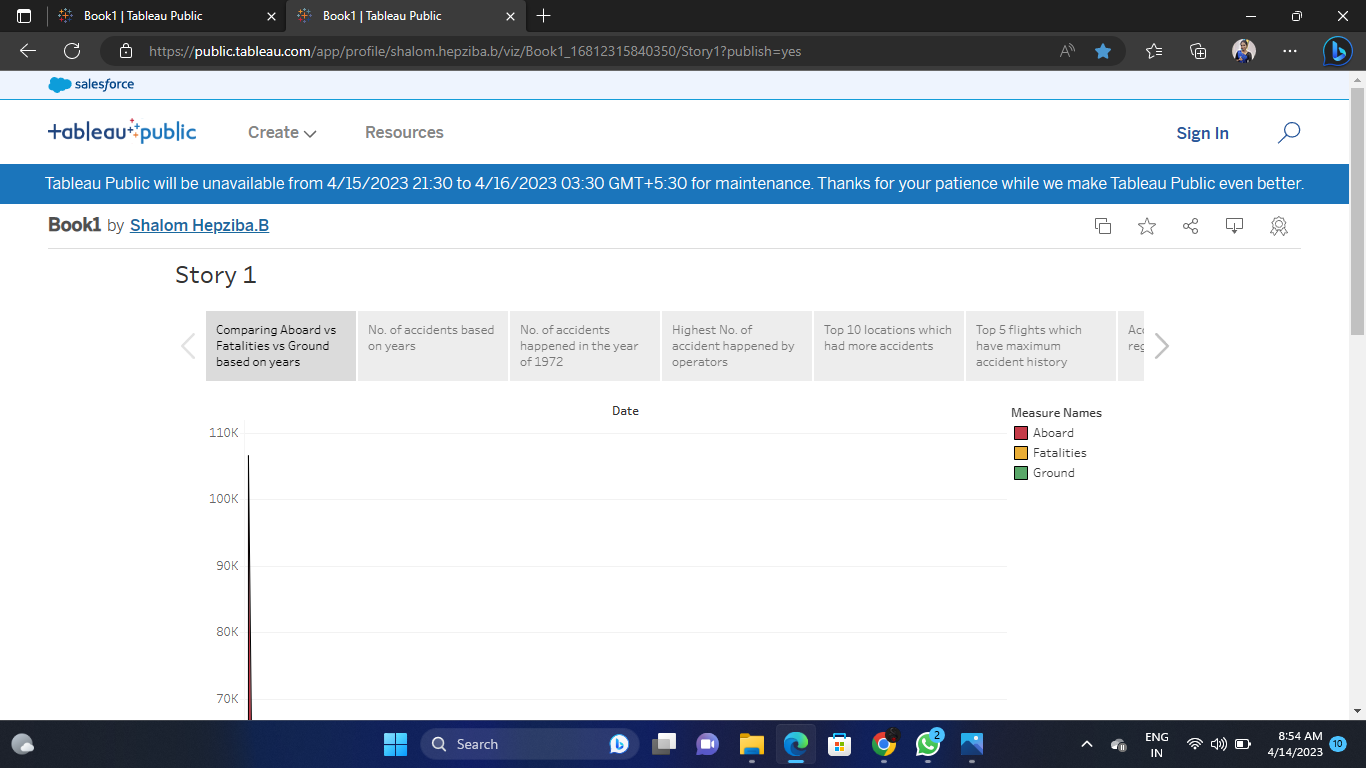 Book1 | Tableau Public
Book1 | Tableau Public
https://public.tableau.com/app/profile/shalom.hepziba.b/viz/Book1_16812315840350/Story1?publish=yes
salesforce
+ableau+public
Create
Resources
Sign In
Tableau Public will be unavailable from 4/15/2023 21:30 to 4/16/2023 03:30 GMT+5:30 for maintenance. Thanks for your patience while we make Tableau Public even better.
Book1 by Shalom Hepziba.B
Story 1
Comparing Aboard vs
Fatalities vs Ground
based on years
No. of accidents based
on years
No. of accidents
happened in the year
of 1972
Highest No. of
accident happened by
operators
Top 10 locations which
had more accidents
Top 5 flights which
have maximum
accident history
Acc
reg
Date
110K
100K
90K
80K
70K
Measure Names
Aboard
Fatalities
Ground
Search
2
ENG
IN
8:54 AM
4/14/2023
10